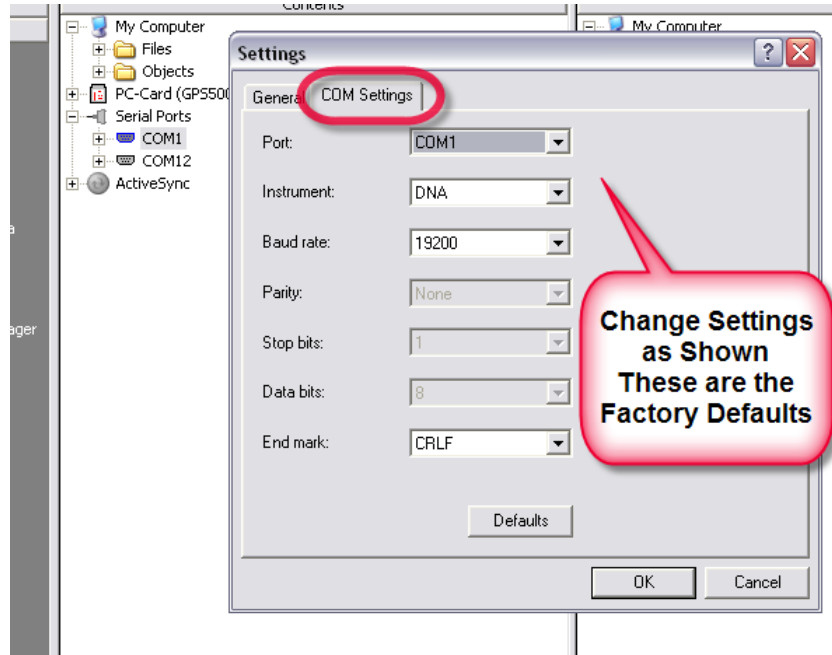 Contents
My Computer
Files
Objects
PC-Card (GPS500
Serial Ports
COM1
COM12
ActiveSync
a
ager
My Computer
Settings
General
COM Settings
Port:
COM1
Instrument:
DNA
Baud rate:
19200
Parity:
None
Stop bits:
1
Data bits:
8
End mark:
CRLF
Defaults
OK
Cancel
Change Settings
as Shown
These are the
Factory Defaults